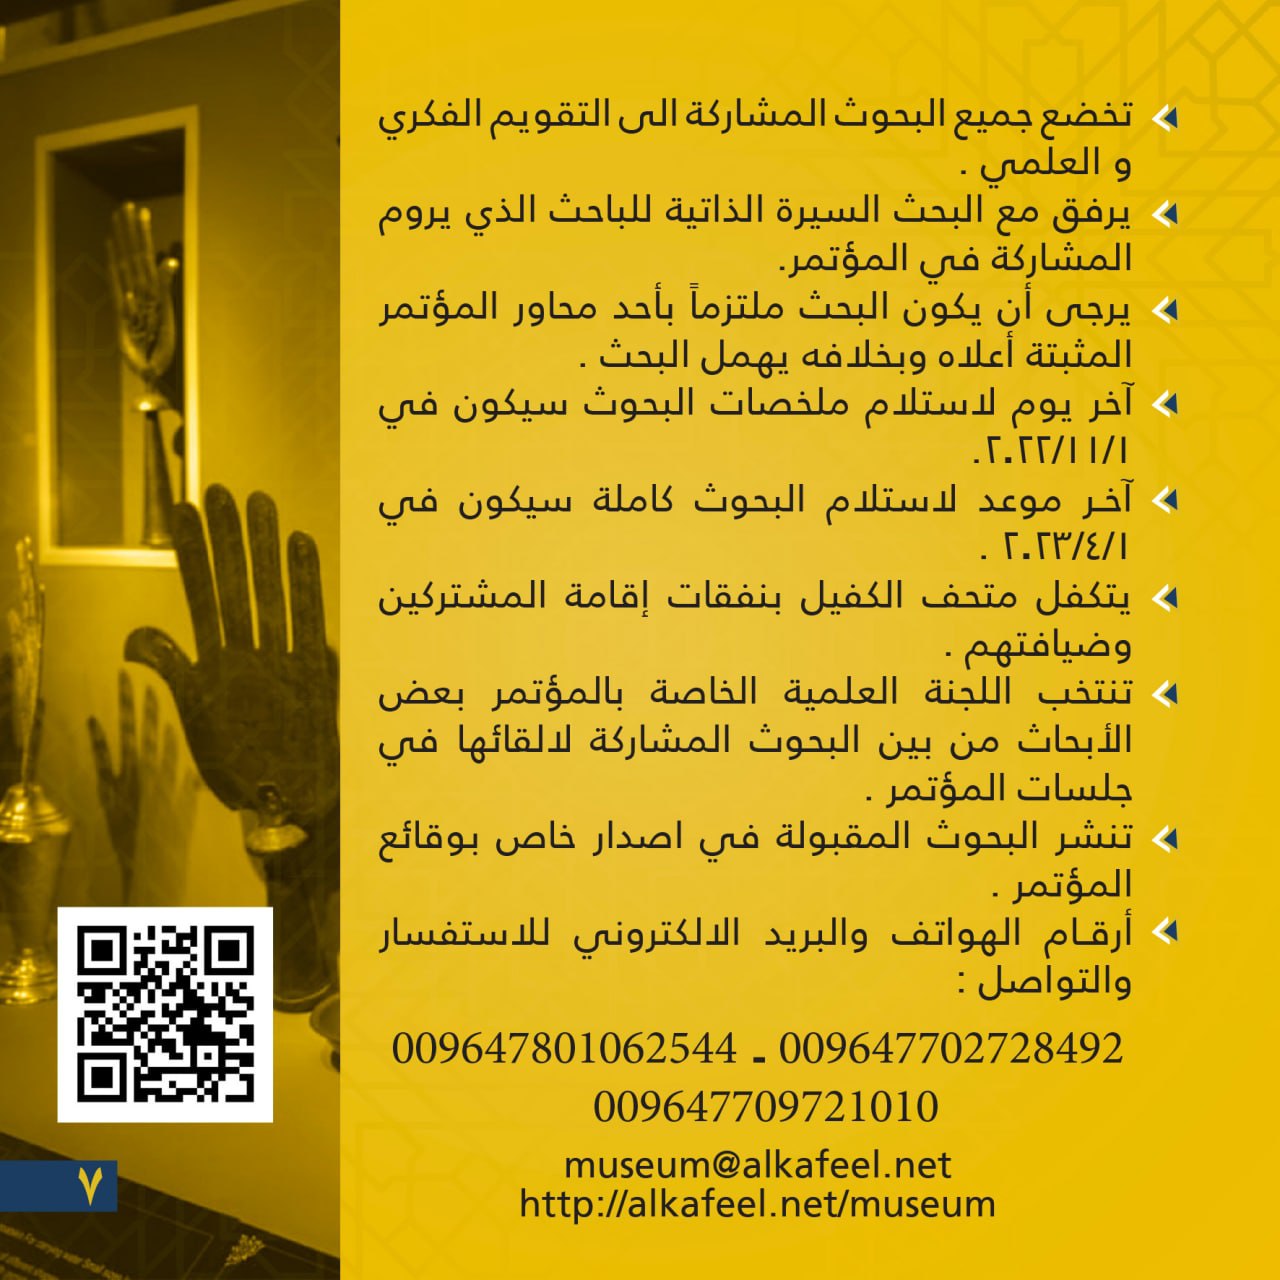 تخضع جميع البحوث المشاركة الى التقويم الفكري
و العلمي .
يرفق مع البحث السيرة الذاتية للباحث الذي يروم
المشاركة في المؤتمر.
يرجى أن يكون البحث ملتزماً بأحد محاور المؤتمر
المثبتة أعلاه وبخلافه يهمل البحث .
آخر يوم لاستلام ملخصات البحوث سيكون في
٢٠٢٢/١١/١.
آخر موعد لاستلام البحوث كاملة سيكون في
٢٠٢٣/٤/١ .
يتكفل متحف الكفيل بنفقات إقامة المشتركين
وضيافتهم .
تنتخب اللجنة العلمية الخاصة بالمؤتمر بعض
الأبحاث من بين البحوث المشاركة لالقائها في
جلسات المؤتمر .
تنشر البحوث المقبولة في اصدار خاص بوقائع
المؤتمر .
أرقـام الهواتف والبريد الالكتروني للاستفسار
والتواصل :
009647801062544 - 009647702728492
009647709721010
museum@alkafeel.net
http://alkafeel.net/museum
٧